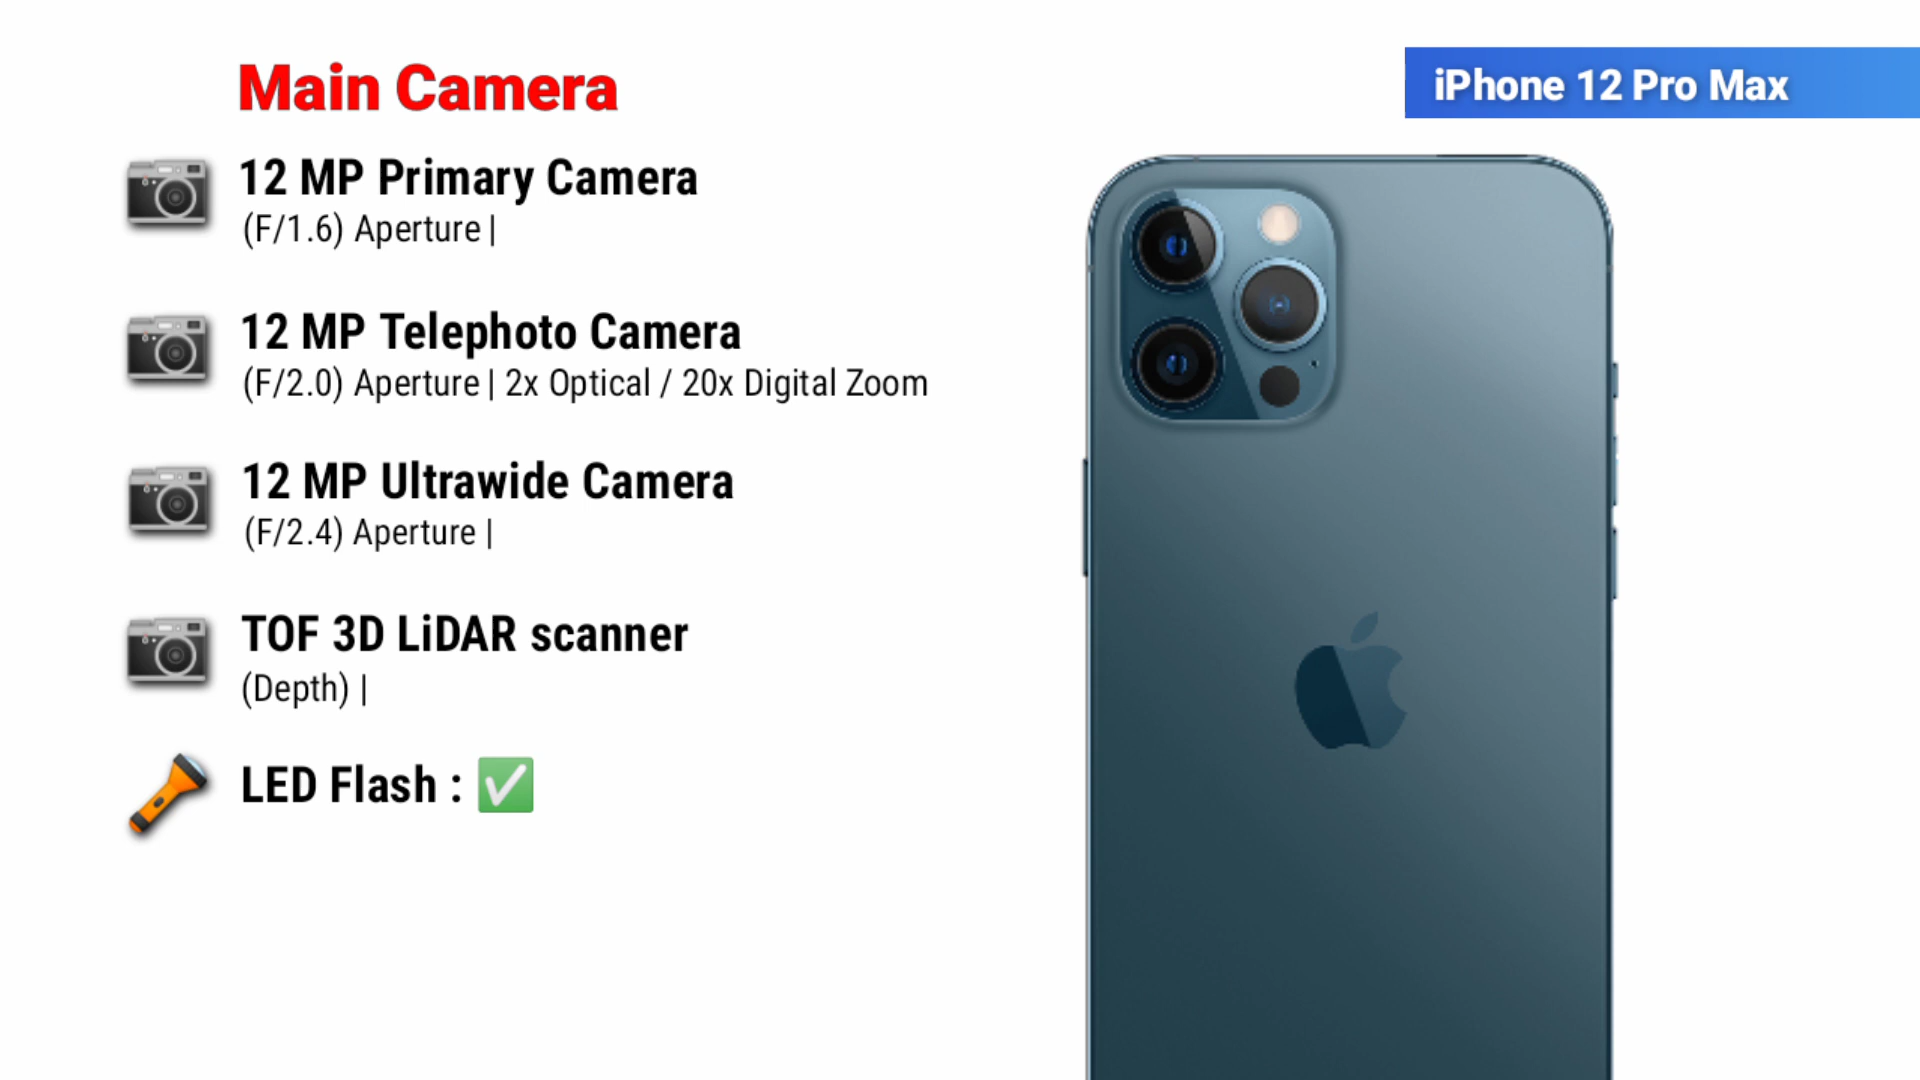 Main Camera
iPhone 12 Pro Max
12 MP Primary Camera
(F/1.6) Aperture |
12 MP Telephoto Camera
(F/2.0) Aperture | 2x Optical / 20x Digital Zoom
12 MP Ultrawide Camera
(F/2.4) Aperture |
TOF 3D LiDAR scanner
(Depth) |
LED Flash : ✅